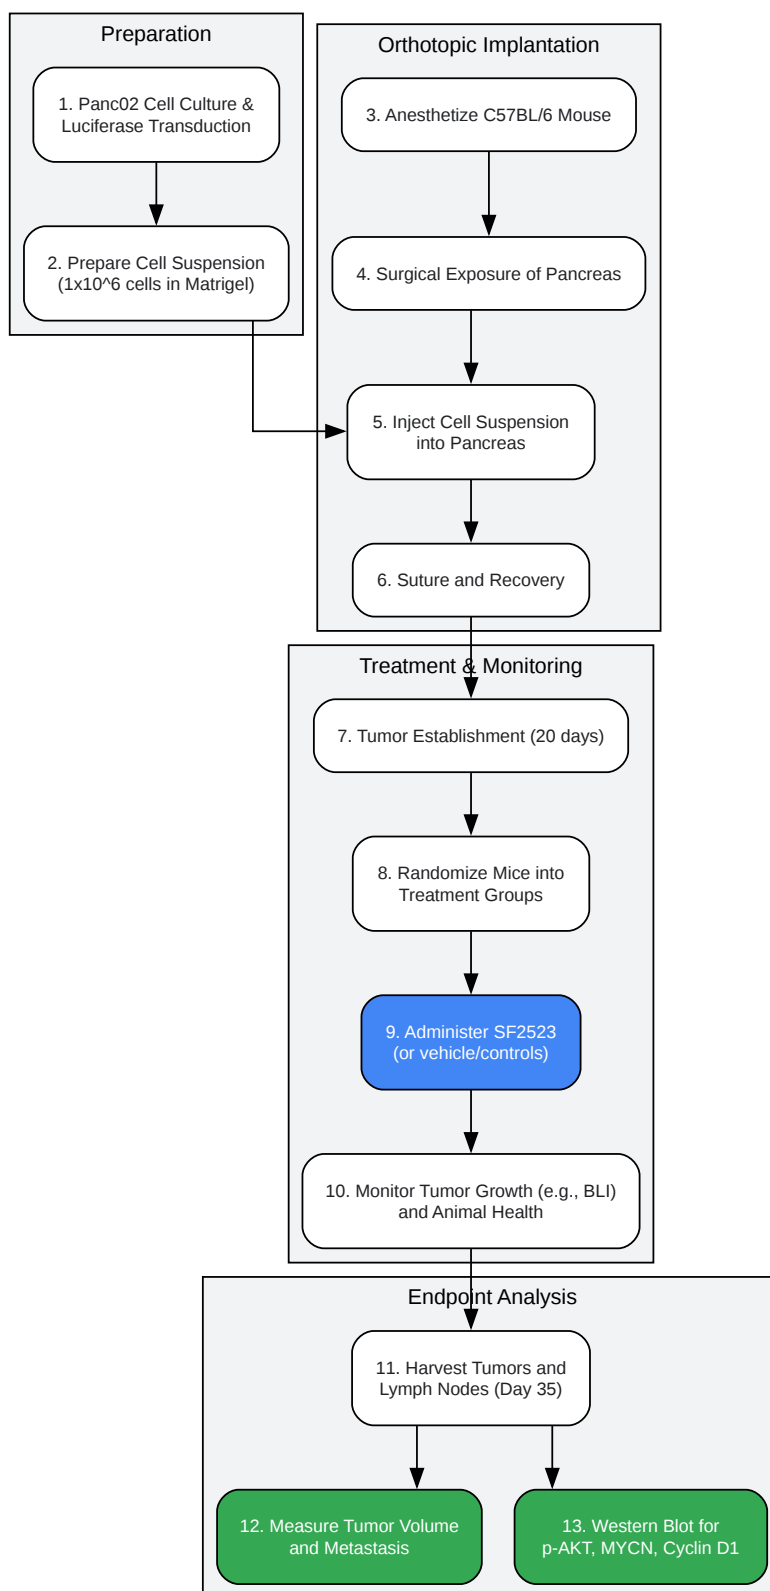 Preparation
1. Panc02 Cell Culture &
Luciferase Transduction
2. Prepare Cell Suspension
(1x10^6 cells in Matrigel)
Orthotopic Implantation
3. Anesthetize C57BL/6 Mouse
4. Surgical Exposure of Pancreas
5. Inject Cell Suspension
into Pancreas
6. Suture and Recovery
Treatment & Monitoring
7. Tumor Establishment (20 days)
8. Randomize Mice into
Treatment Groups
9. Administer SF2523
(or vehicle/controls)
10. Monitor Tumor Growth (e.g., BLI)
and Animal Health
Endpoint Analysis
11. Harvest Tumors and
Lymph Nodes (Day 35)
12. Measure Tumor Volume
and Metastasis
13. Western Blot for
p-AKT, MYCN, Cyclin D1